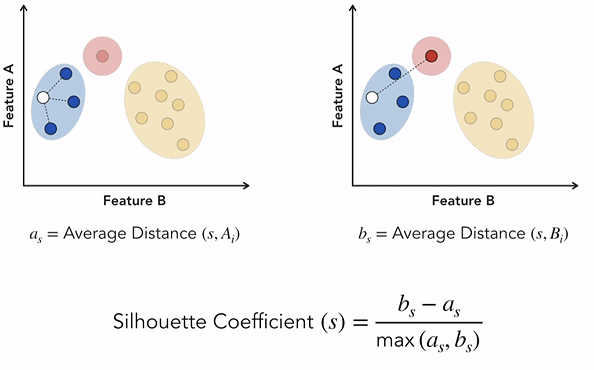 Feature A
Feature B
a_s = Average Distance (s, A_i)
Feature A
Feature B
b_s = Average Distance (s, B_i)
Silhouette Coefficient (s) = \frac{b_s - a_s}{\max(a_s, b_s)}